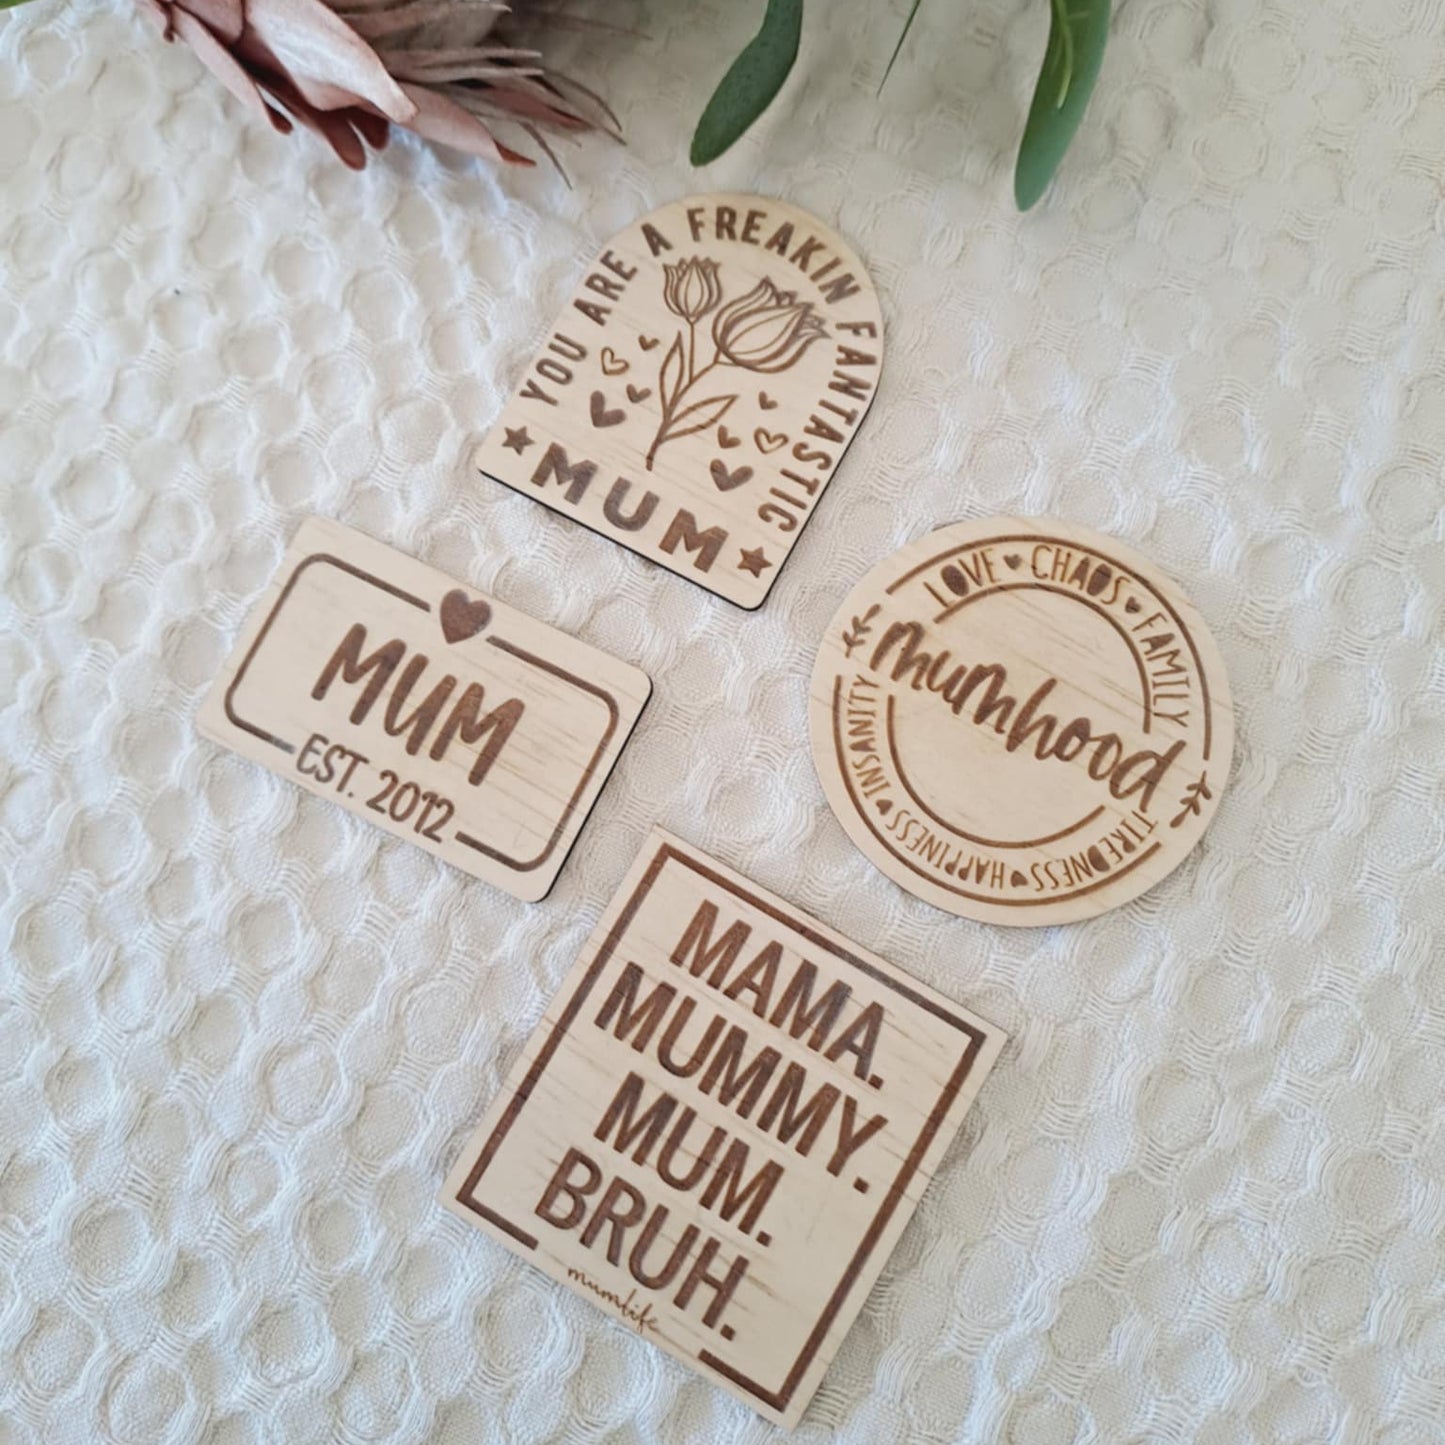 YOU ARE A FREAKIN FANTASTIC
MUM
MUM
EST. 2012
LOVE CHAOS FAMILY
mumhood
INSANITY HAPPINESS HAPPINESS TIREDNESS
MAMA.
MUMMY.
MUM.
BRUH.
mumlife